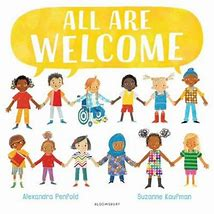 ALL ARE
WELCOME
Alexandra Penfold Suzanne Kaufman
BLOOMSBURY